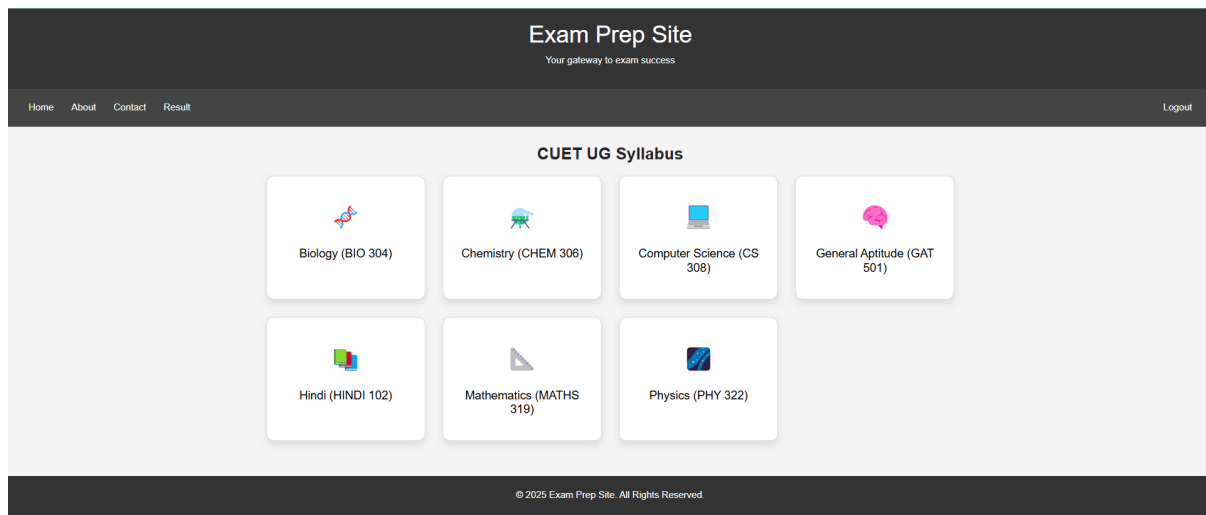 Exam Prep Site
Your gateway to exam success
Home About Contact Result Logout
CUET UG Syllabus
Biology (BIO 304)
Chemistry (CHEM 306)
Computer Science (CS
308)
General Aptitude (GAT
501)
Hindi (HINDI 102)
Mathematics (MATHS
319)
Physics (PHY 322)
© 2025 Exam Prep Site. All Rights Reserved.